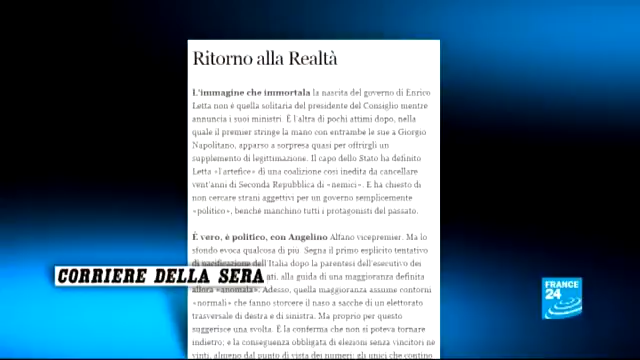 Ritorno alla Realtà
L'immagine che immortala la nascita del governo di Enrico
Letta non è quella solitaria del presidente del Consiglio mentre
annuncia i suoi ministri. È l'altra di pochi attimi dopo, nella
quale il premier stringe la mano con entrambe le sue a Giorgio
Napolitano, apparso a sorpresa quasi per offrirgli un
supplemento di legittimazione. Il capo dello Stato ha definito
Letta «l'artefice» di una coalizione così inedita da cancellare
vent'anni di Seconda Repubblica di «nemici». E ha chiesto di
non cercare strani aggettivi per un governo semplicemente
«politico», benché manchino tutti i protagonisti del passato.
È vero, è politico, con Angelino Alfano vicepremier. Ma lo
sfondo evoca qualcosa di più. Segna il primo esplicito tentativo
di pacificazione dell'Italia dopo la parentesi dell'esecutivo dei
ati, alla guida di una maggioranza definita
allora «anomala». Adesso, quella maggioranza assume contorni
«normali» che fanno storcere il naso a sacche di un elettorato
trasversale di destra e di sinistra. Ma proprio per questo
suggerisce una svolta. È la conferma che non si poteva tornare
indietro; e la conseguenza obbligata di elezioni senza vincitori né
vinti, almeno dal punto di vista dei numeri: gli unici che contino
CORRIERE DELLA SERA
FRANCE
24